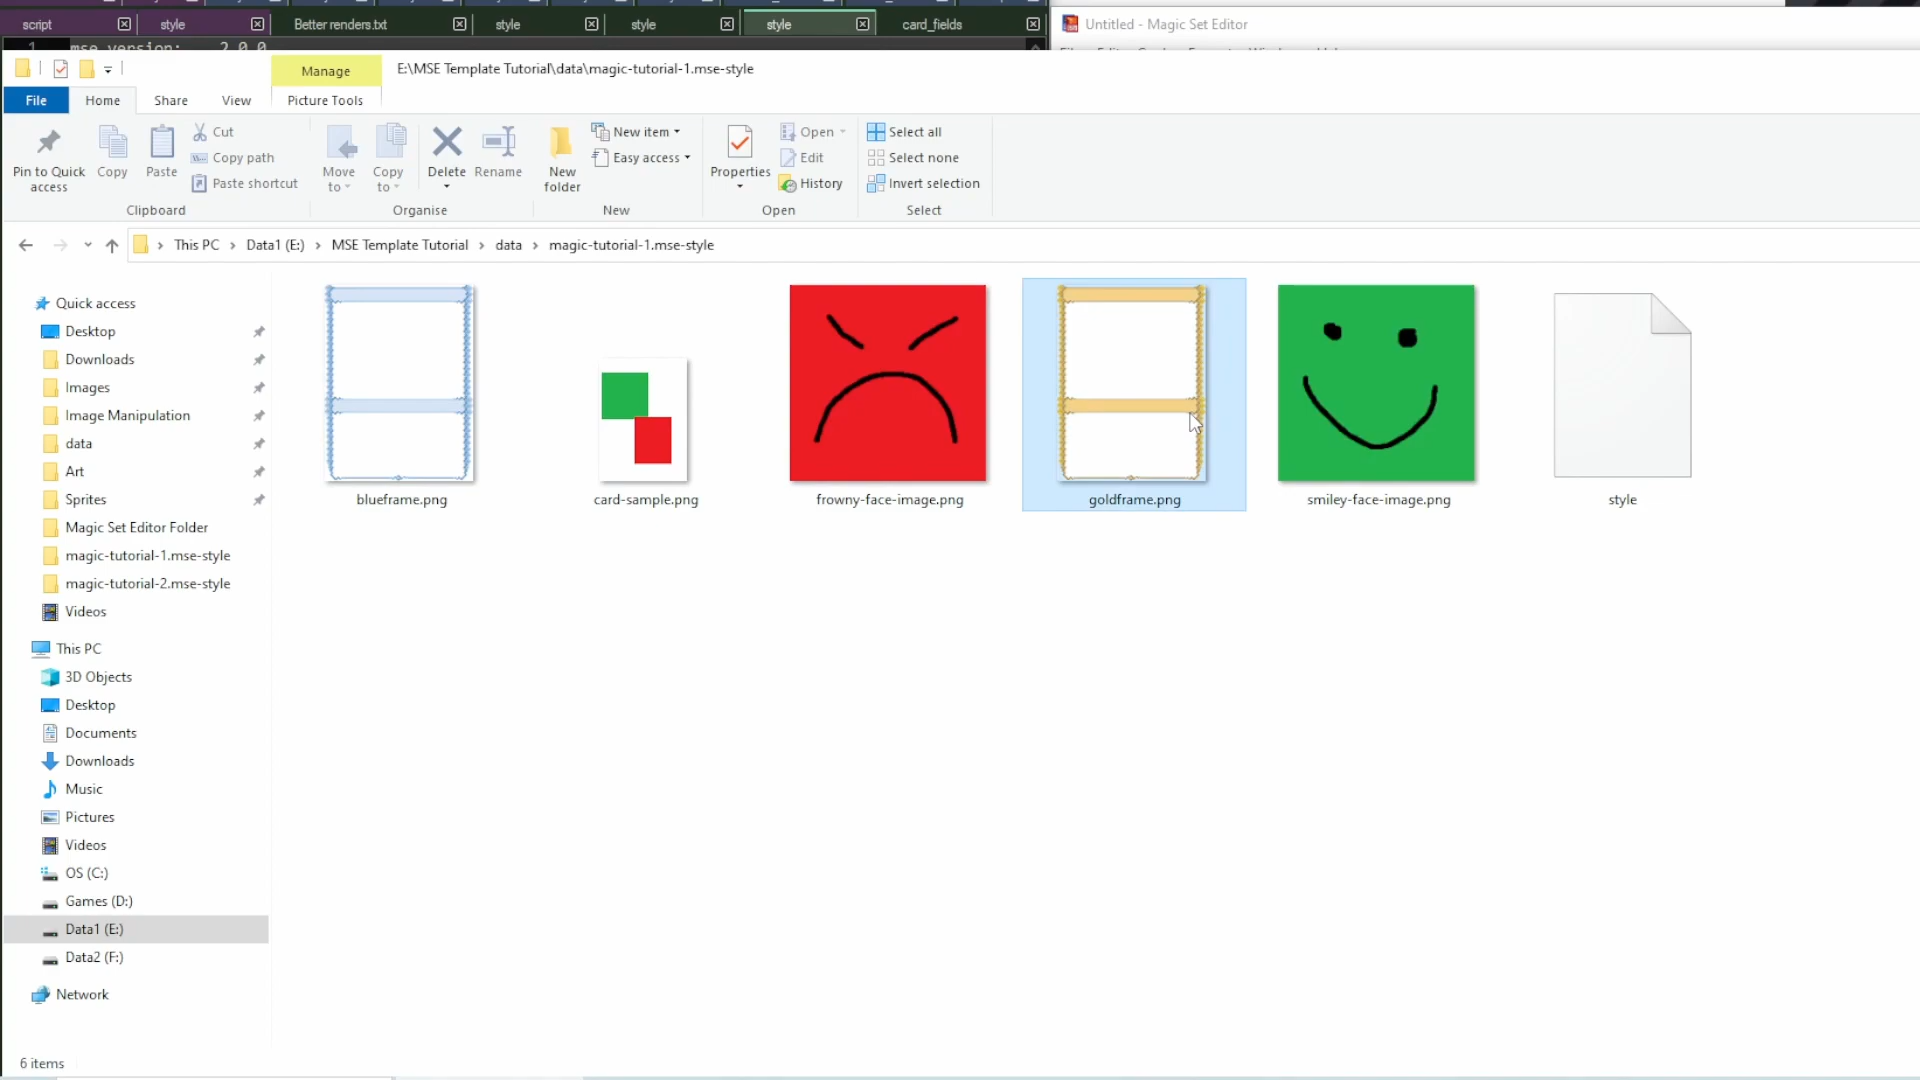 script
style
Better renders.txt
style
style
style
card_fields
Untitled - Magic Set Editor
1 mse version: 2.0.0
Manage
E:\MSE Template Tutorial\data\magic-tutorial-1.mse-style
File
Home
Share
View
Picture Tools
Pin to Quick access
Copy
Paste
Cut
Copy path
Paste shortcut
Clipboard
Move to
Copy to
Delete
Rename
Organise
New folder
New item
Easy access
New
Properties
Open
Edit
History
Open
Select all
Select none
Invert selection
Select
This PC > Data1 (E:) > MSE Template Tutorial > data > magic-tutorial-1.mse-style
Quick access
Desktop
Downloads
Images
Image Manipulation
data
Art
Sprites
Magic Set Editor Folder
magic-tutorial-1.mse-style
magic-tutorial-2.mse-style
Videos
This PC
3D Objects
Desktop
Documents
Downloads
Music
Pictures
Videos
OS (C:)
Games (D:)
Data1 (E:)
Data2 (F:)
Network
blueframe.png
card-sample.png
frowny-face-image.png
goldframe.png
smiley-face-image.png
style
6 items